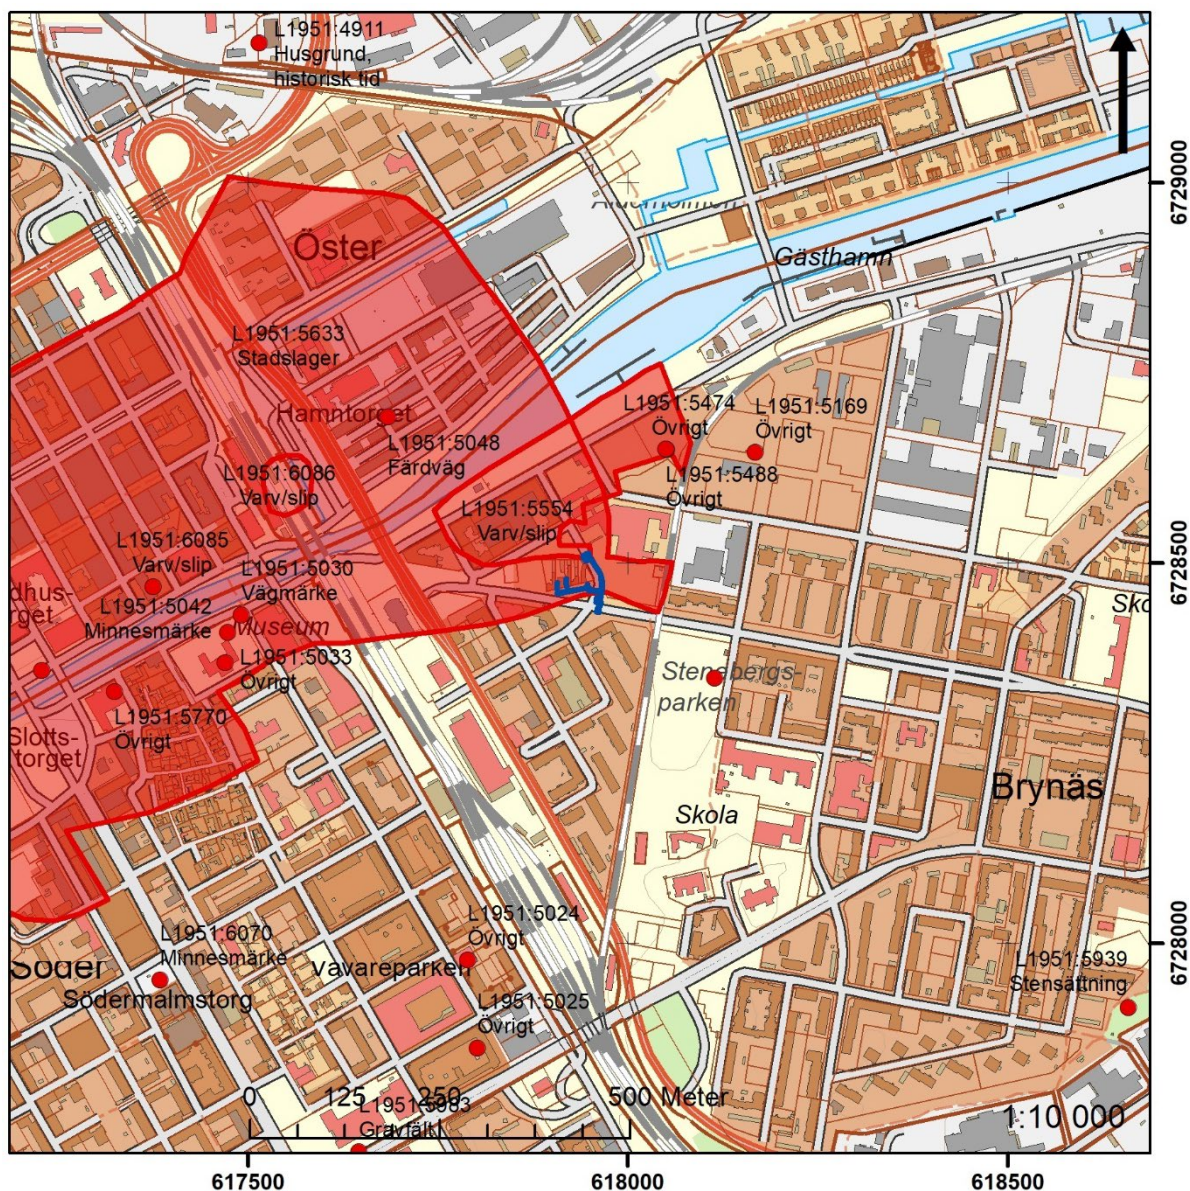 L1951:4911
Husgrund,
historisk tid
Öster
Gästhamn
6729000
L1951:5633
Stadslager
Hamntorget
L1951:5048
Färdväg
L1951:5474
Övrigt
L1951:5169
Övrigt
L1951:6086
Varv/slip
L1951:5488
Övrigt
L1951:5554
Varv/slip
6728500
L1951:6085
Varv/slip
L1951:5030
Vägmärke
L1951:5042
Minnesmärke
Museum
dhus-
rget
L1951:5033
Övrigt
Sko
Stensbergs-
parken
L1951:5770
Övrigt
Slotts-
torget
Brynäs
Skola
L1951:6070
Minnesmärke
L1951:5024
Övrigt
6728000
Söder
Södermalmstorg
Vävareparken
L1951:5025
Övrigt
L1951:5939
Stensättning
0 125 250 500 Meter
Gravfält
1:10 000
617500 618000 618500